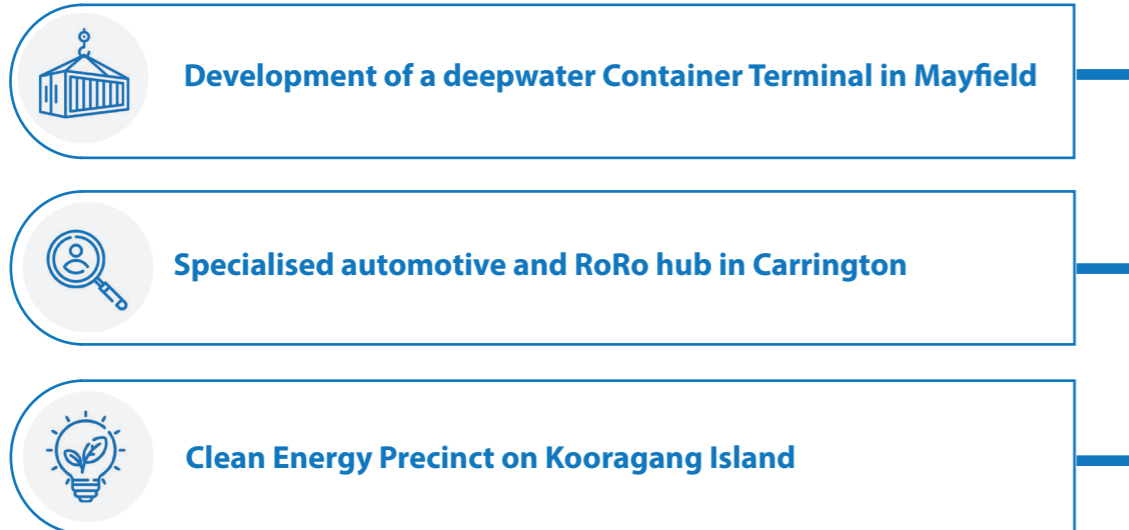 Development of a deepwater Container Terminal in Mayfield
Specialised automotive and RoRo hub in Carrington
Clean Energy Precinct on Kooragang Island